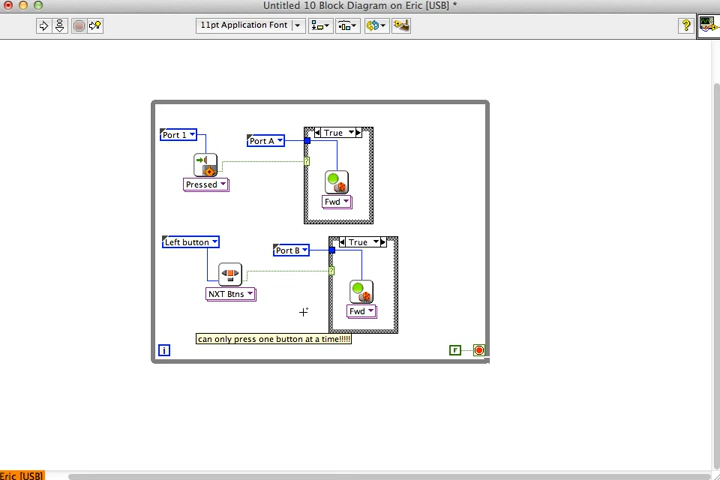 Untitled 10 Block Diagram on Eric [USB] *
11pt Application Font
?
Port 1
Port A
True
?
Pressed
Fwd
Left button
Port B
True
?
NXT Btns
Fwd
can only press one button at a time!!!!!
i
F
Eric [USB]